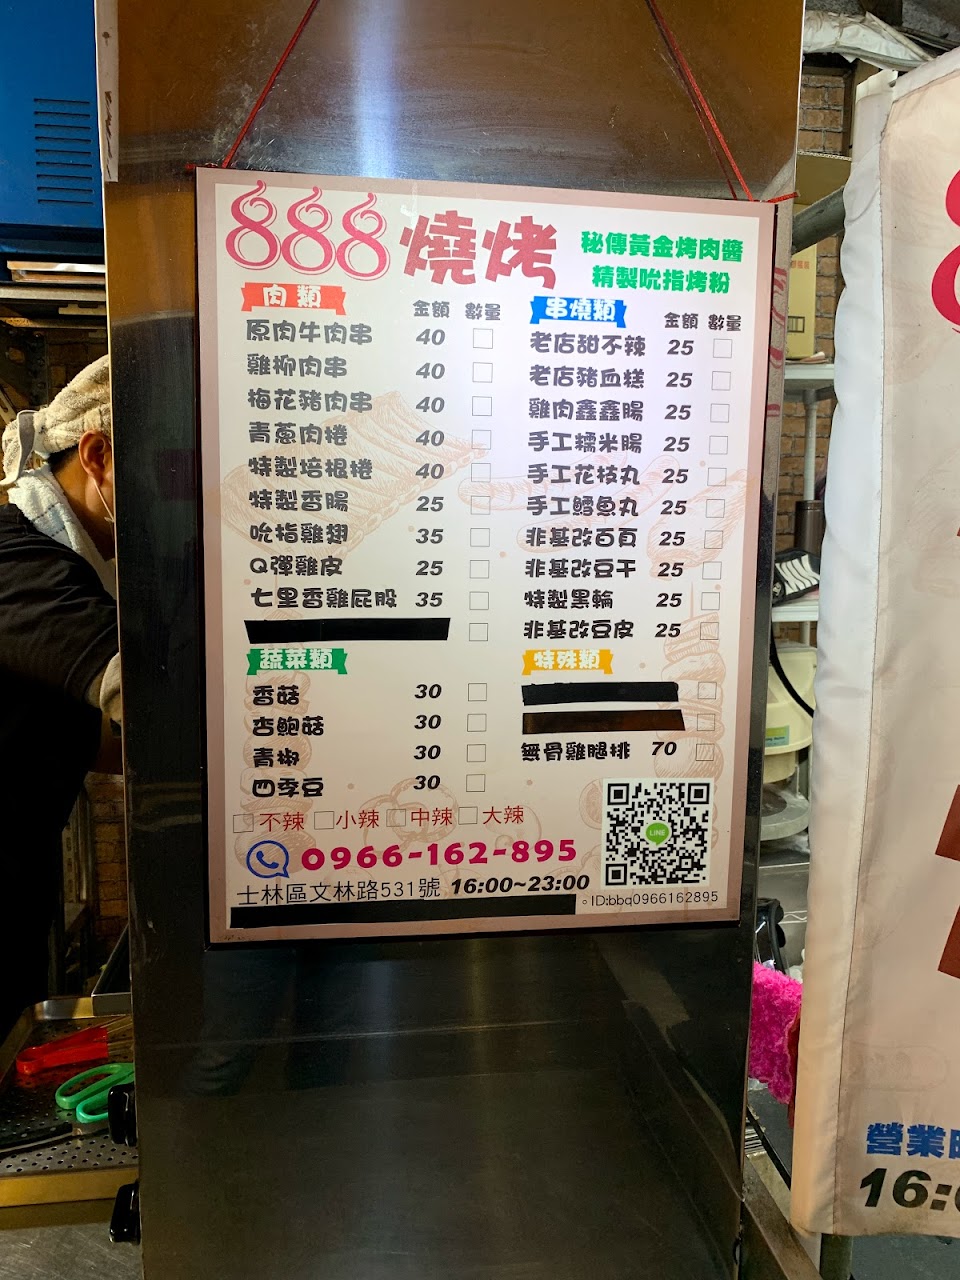 888 燒烤
秘傳黃金烤肉醬
精製吮指烤粉
肉類 金額 數量
原肉牛肉串 40
雞柳肉串 40
梅花豬肉串 40
青蔥肉捲 40
特製培根捲 40
特製香腸 25
吮指雞翅 35
Q彈雞皮 25
七里香雞屁股 35
蔬菜類
香菇 30
杏鮑菇 30
青椒 30
四季豆 30
串燒類 金額 數量
老店甜不辣 25
老店豬血糕 25
雞肉鑫鑫腸 25
手工糯米腸 25
手工花枝丸 25
手工鱈魚丸 25
非基改百頁 25
非基改豆干 25
特製黑輪 25
非基改豆皮 25
特殊類
無骨雞腿排 70
不辣 小辣 中辣 大辣
0966-162-895
LINE
士林區文林路531號 16:00~23:00
。ID:bbq0966162895
營業
16: